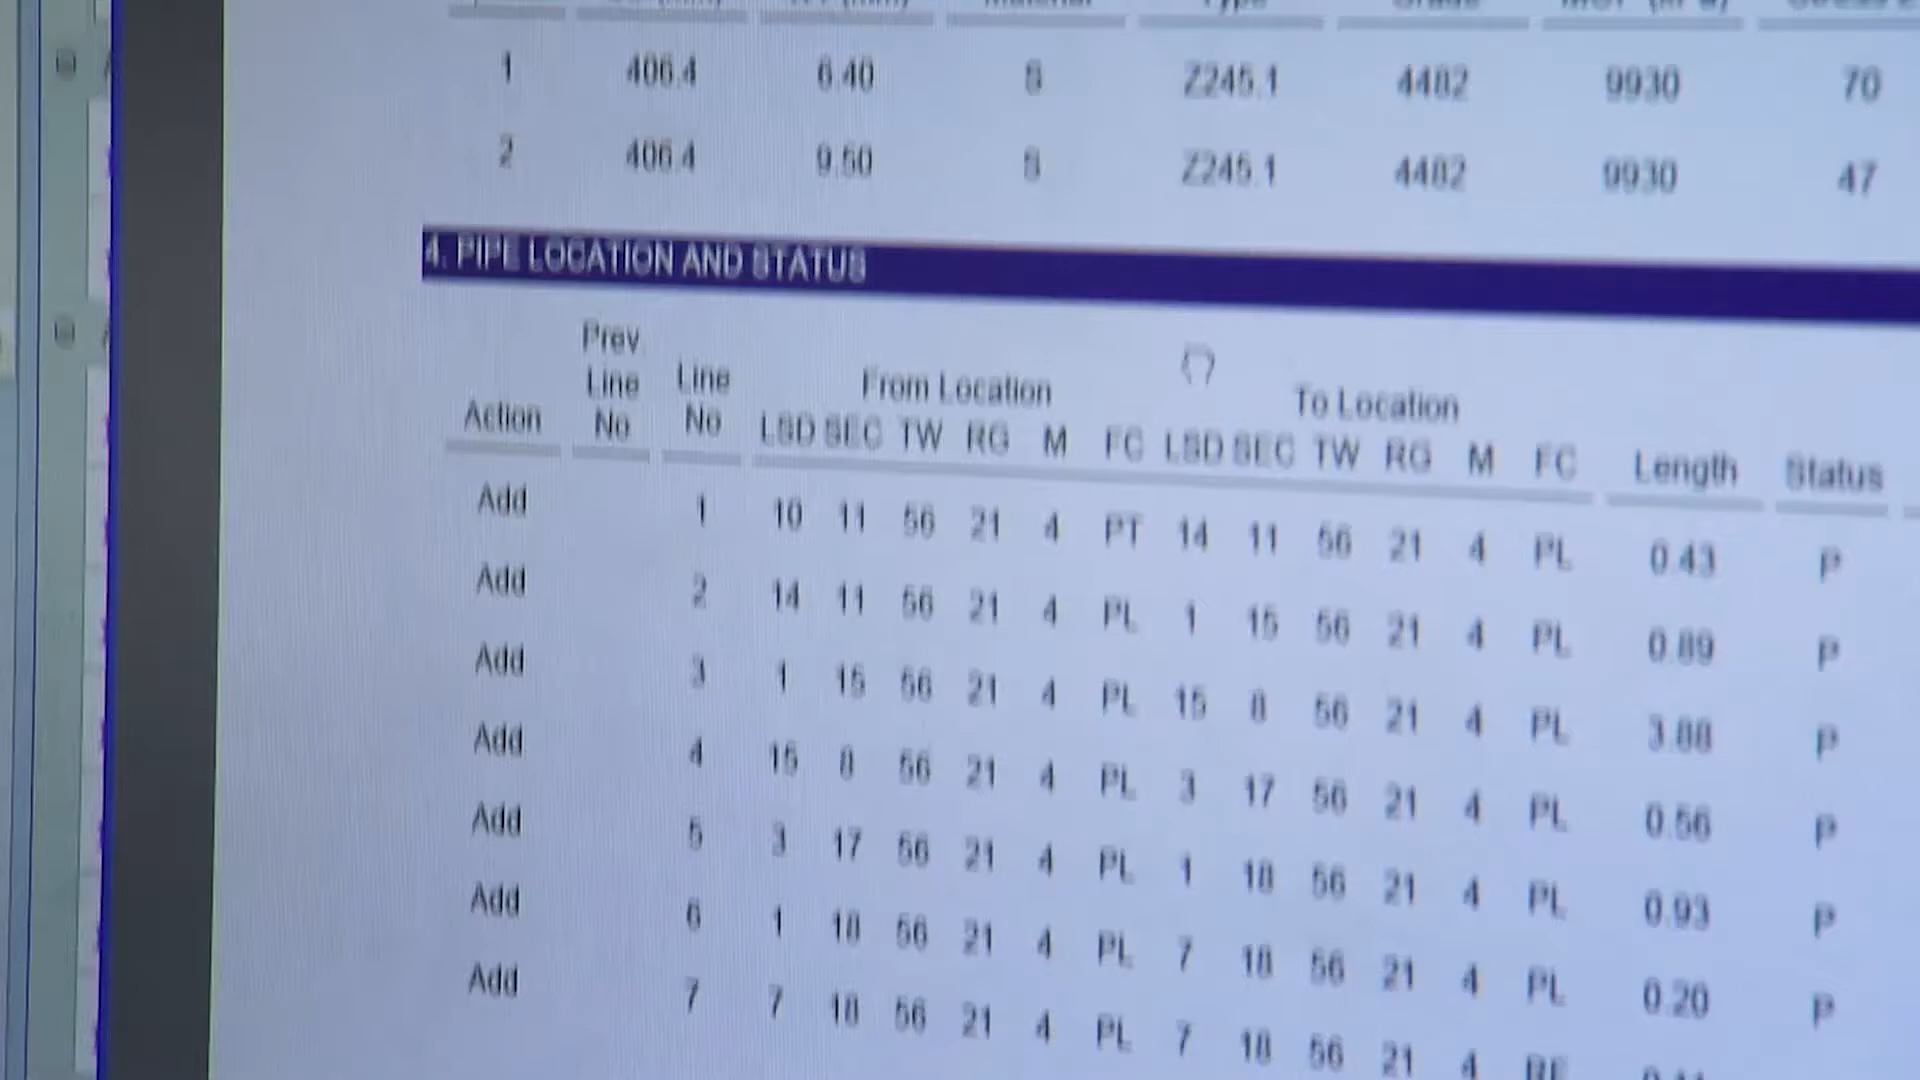 1 406.4 6.40 S Z245.1 4482 9930 70
2 406.4 9.50 S Z245.1 4482 9930 47
4. PIPE LOCATION AND STATUS
Action Prev Line No Line No From Location To Location
LSD SEC TW RG M FC LSD SEC TW RG M FC Length Status
Add 1 10 11 56 21 4 PT 14 11 56 21 4 PL 0.43 P
Add 2 14 11 56 21 4 PL 1 15 56 21 4 PL 0.89 P
Add 3 1 15 56 21 4 PL 15 8 56 21 4 PL 3.88 P
Add 4 15 8 56 21 4 PL 3 17 56 21 4 PL 0.56 P
Add 5 3 17 56 21 4 PL 1 18 56 21 4 PL 0.93 P
Add 6 1 18 56 21 4 PL 7 18 56 21 4 PL 0.20 P
Add 7 7 18 56 21 4 PL 7 18 56 21 4